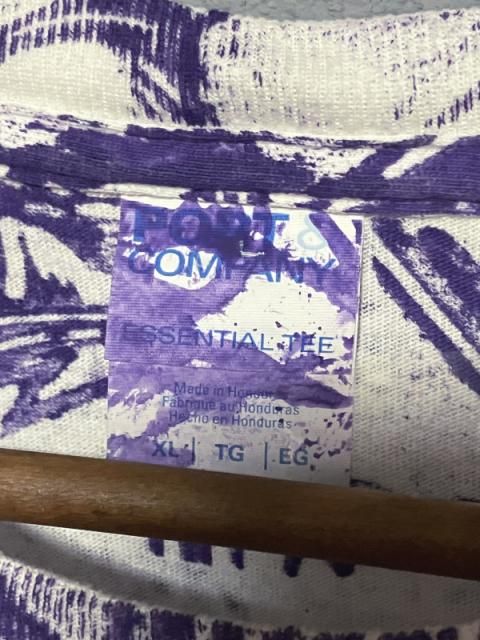 PORT &
COMPANY
ESSENTIAL TEE
Made in Honduras
Fabriqué au Honduras
Hecho en Honduras
XL | TG | EG